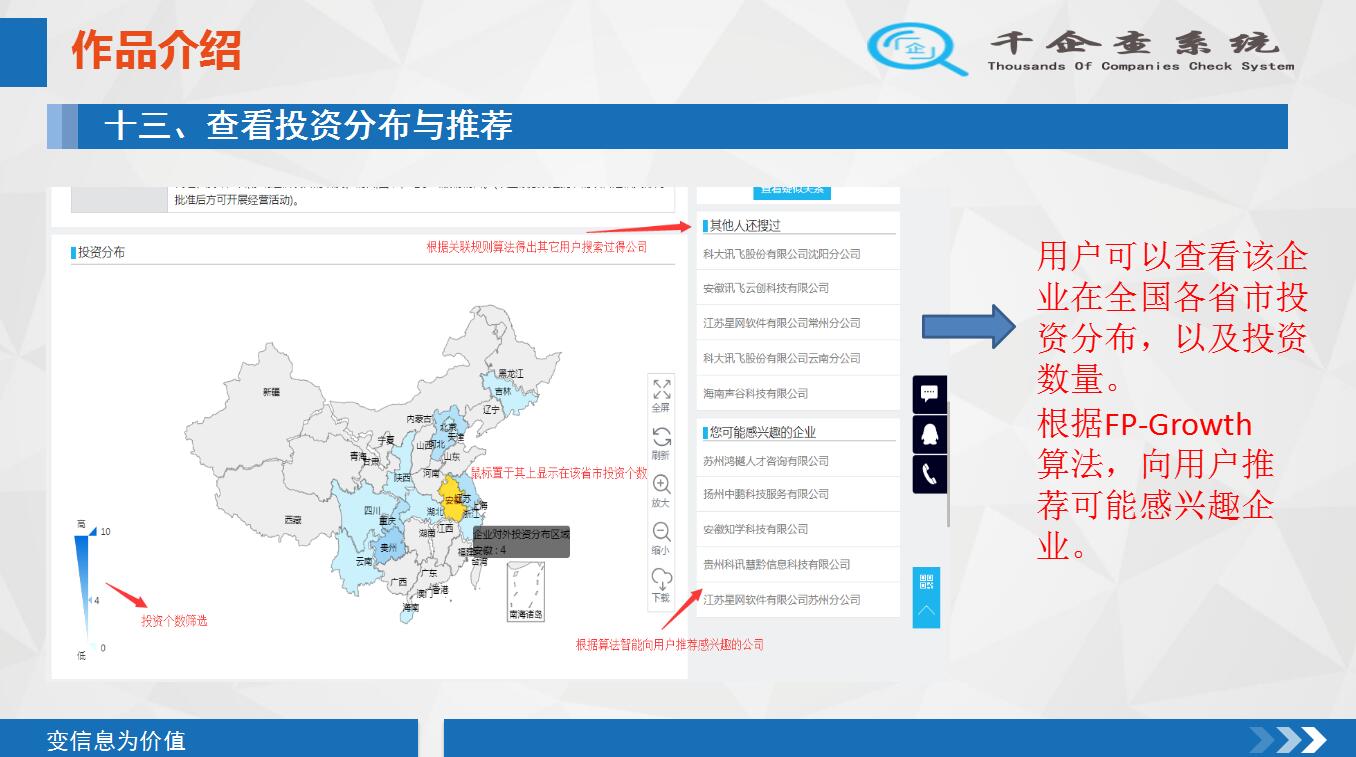 作品介绍
企
千企查系统
Thousands Of Companies Check System
十三、查看投资分布与推荐
批准后方可开展经营活动)。
查看疑似关系
投资分布
根据关联规则算法得出其它用户搜索过得公司
其他人还搜过
科大讯飞股份有限公司沈阳分公司
安徽讯飞云创科技有限公司
江苏星网软件有限公司常州分公司
科大讯飞股份有限公司云南分公司
海南声谷科技有限公司
您可能感兴趣的企业
苏州鸿樾人才咨询有限公司
扬州中鹏科技服务有限公司
安徽知学科技有限公司
贵州科讯慧黔信息科技有限公司
江苏星网软件有限公司苏州分公司
黑龙江
吉林
新疆
辽宁
内蒙古
北京
天津
宁夏
山西
河北
青海
甘肃
山东
陕西
河南
鼠标置于其上显示在该省市投资个数
安徽
江苏
上海
四川
湖北
浙江
重庆
西藏
湖南
江西
企业对外投资分布区域
安徽 : 4
贵州
福建
云南
台湾
广西
广东
澳门
香港
海南
南海诸岛
全屏
刷新
放大
缩小
下载
高
10
4
0
低
投资个数筛选
根据算法智能向用户推荐感兴趣的公司
用户可以查看该企
业在全国各省市投
资分布，以及投资
数量。
根据FP-Growth
算法，向用户推
荐可能感兴趣企
业。
变信息为价值